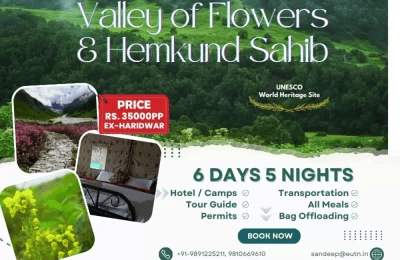 Valley of Flowers
& Hemkund Sahib
UNESCO
World Heritage Site
PRICE
RS. 35000PP
EX-HARIDWAR
6 DAYS 5 NIGHTS
Hotel / Camps
Transportation
Tour Guide
All Meals
Permits
Bag Offloading
BOOK NOW
+91-9891225211, 9810669610
sandeep@eutn.in